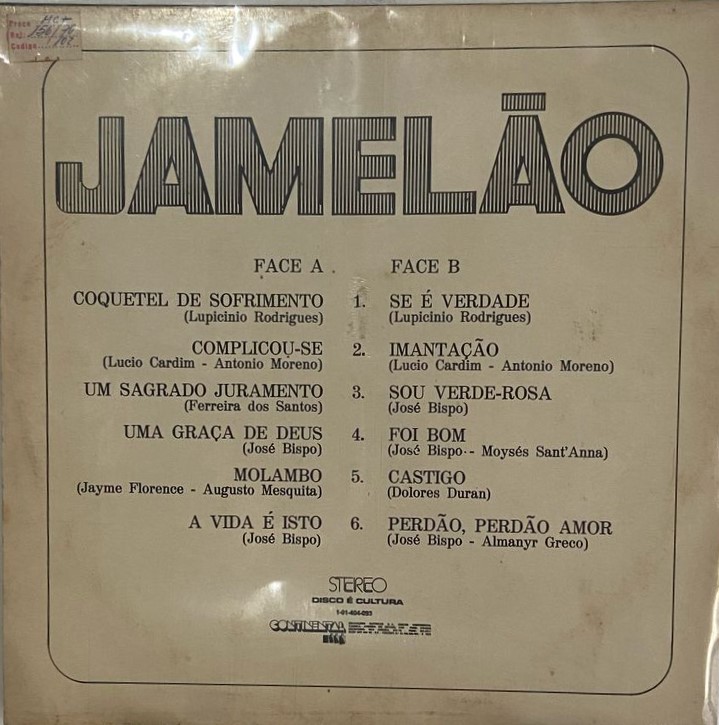 JAMELÃO
FACE A
FACE B
COQUETEL DE SOFRIMENTO 1. SE É VERDADE
(Lupicinio Rodrigues) (Lupicinio Rodrigues)
COMPLICOU-SE 2. IMANTAÇÃO
(Lucio Cardim - Antonio Moreno) (Lucio Cardim - Antonio Moreno)
UM SAGRADO JURAMENTO 3. SOU VERDE-ROSA
(Ferreira dos Santos) (José Bispo)
UMA GRAÇA DE DEUS 4. FOI BOM
(José Bispo) (José Bispo - Moysés Sant'Anna)
MOLAMBO 5. CASTIGO
(Jayme Florence - Augusto Mesquita) (Dolores Duran)
A VIDA É ISTO 6. PERDÃO, PERDÃO AMOR
(José Bispo) (José Bispo - Almanyr Greco)
STEREO
DISCO É CULTURA
1-01-404-093
CONTINENTAL